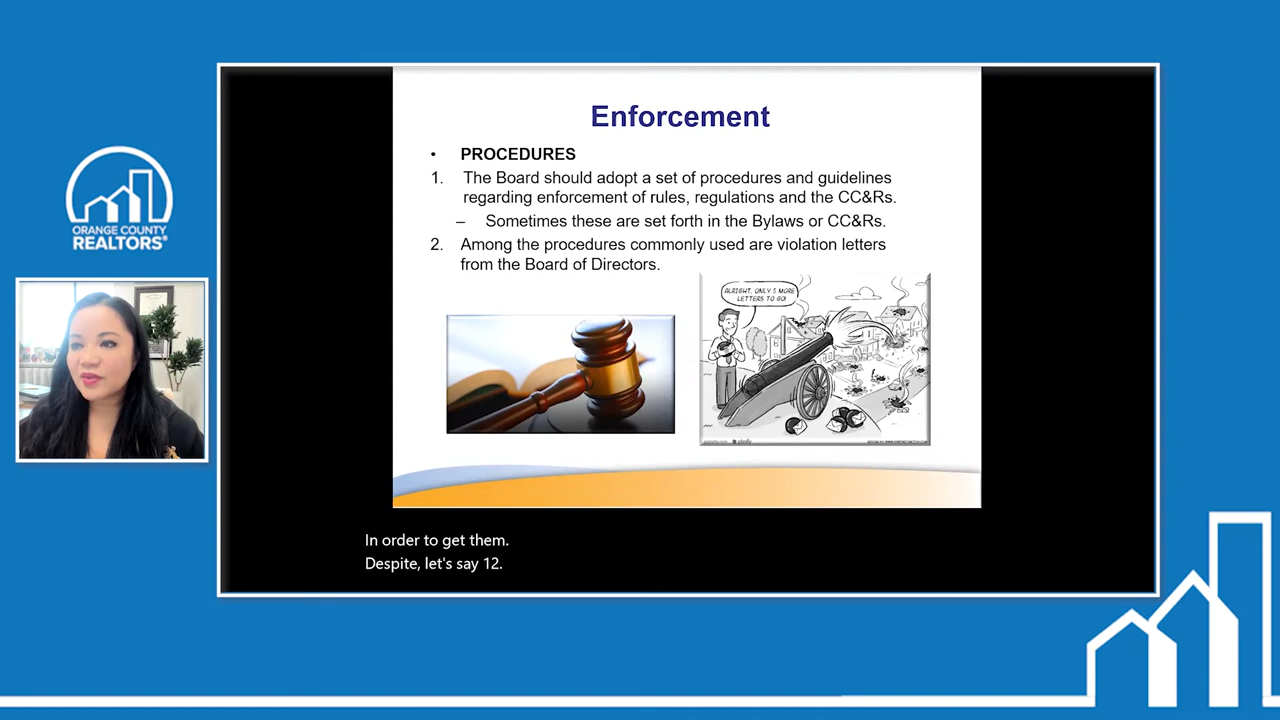 ORANGE COUNTY
REALTORS®
Enforcement
• PROCEDURES
1. The Board should adopt a set of procedures and guidelines
regarding enforcement of rules, regulations and the CC&Rs.
– Sometimes these are set forth in the Bylaws or CC&Rs.
2. Among the procedures commonly used are violation letters
from the Board of Directors.
ALRIGHT, ONLY 5 MORE
LETTERS TO GO!
In order to get them.
Despite, let's say 12.